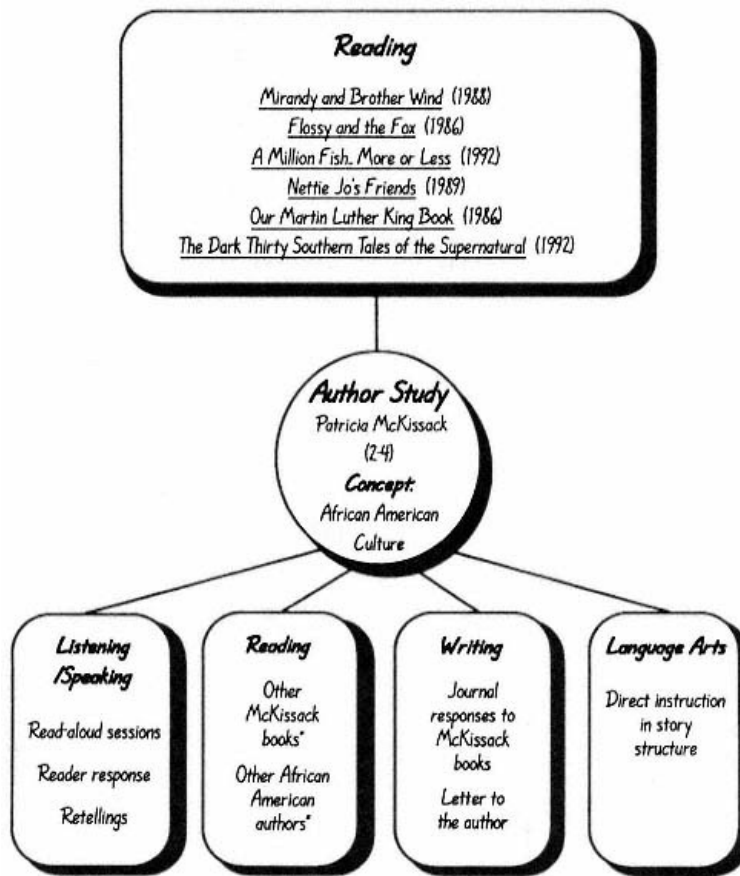 Reading
Mirandy and Brother Wind (1988)
Flossy and the Fox (1986)
A Million Fish.. More or Less (1992)
Nettie Jo's Friends (1989)
Our Martin Luther King Book (1986)
The Dark Thirty Southern Tales of the Supernatural (1992)
Author Study
Patricia McKissack
(2-4)
Concept:
African American
Culture
Listening
/Speaking
Read-aloud sessions
Reader response
Retellings
Reading
Other
McKissack
books*
Other African
American
authors*
Writing
Journal
responses to
McKissack
books
Letter to
the author
Language Arts
Direct instruction
in story
structure